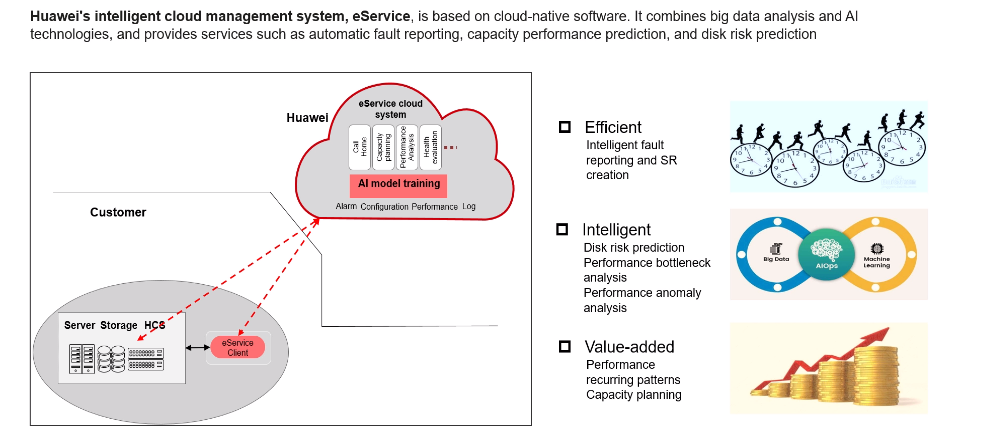 Huawei's intelligent cloud management system, eService, is based on cloud-native software. It combines big data analysis and AI
technologies, and provides services such as automatic fault reporting, capacity performance prediction, and disk risk prediction
Huawei
eService cloud
system
Call
Home
Capacity
planning
Performance
Analysis
Health
evaluation
AI model training
Alarm Configuration Performance Log
Customer
Server Storage HCS
eService
Client
Efficient
Intelligent fault
reporting and SR
creation
Intelligent
Disk risk prediction
Performance bottleneck
analysis
Performance anomaly
analysis
Big Data
AIOps
Machine
Learning
Value-added
Performance
recurring patterns
Capacity planning